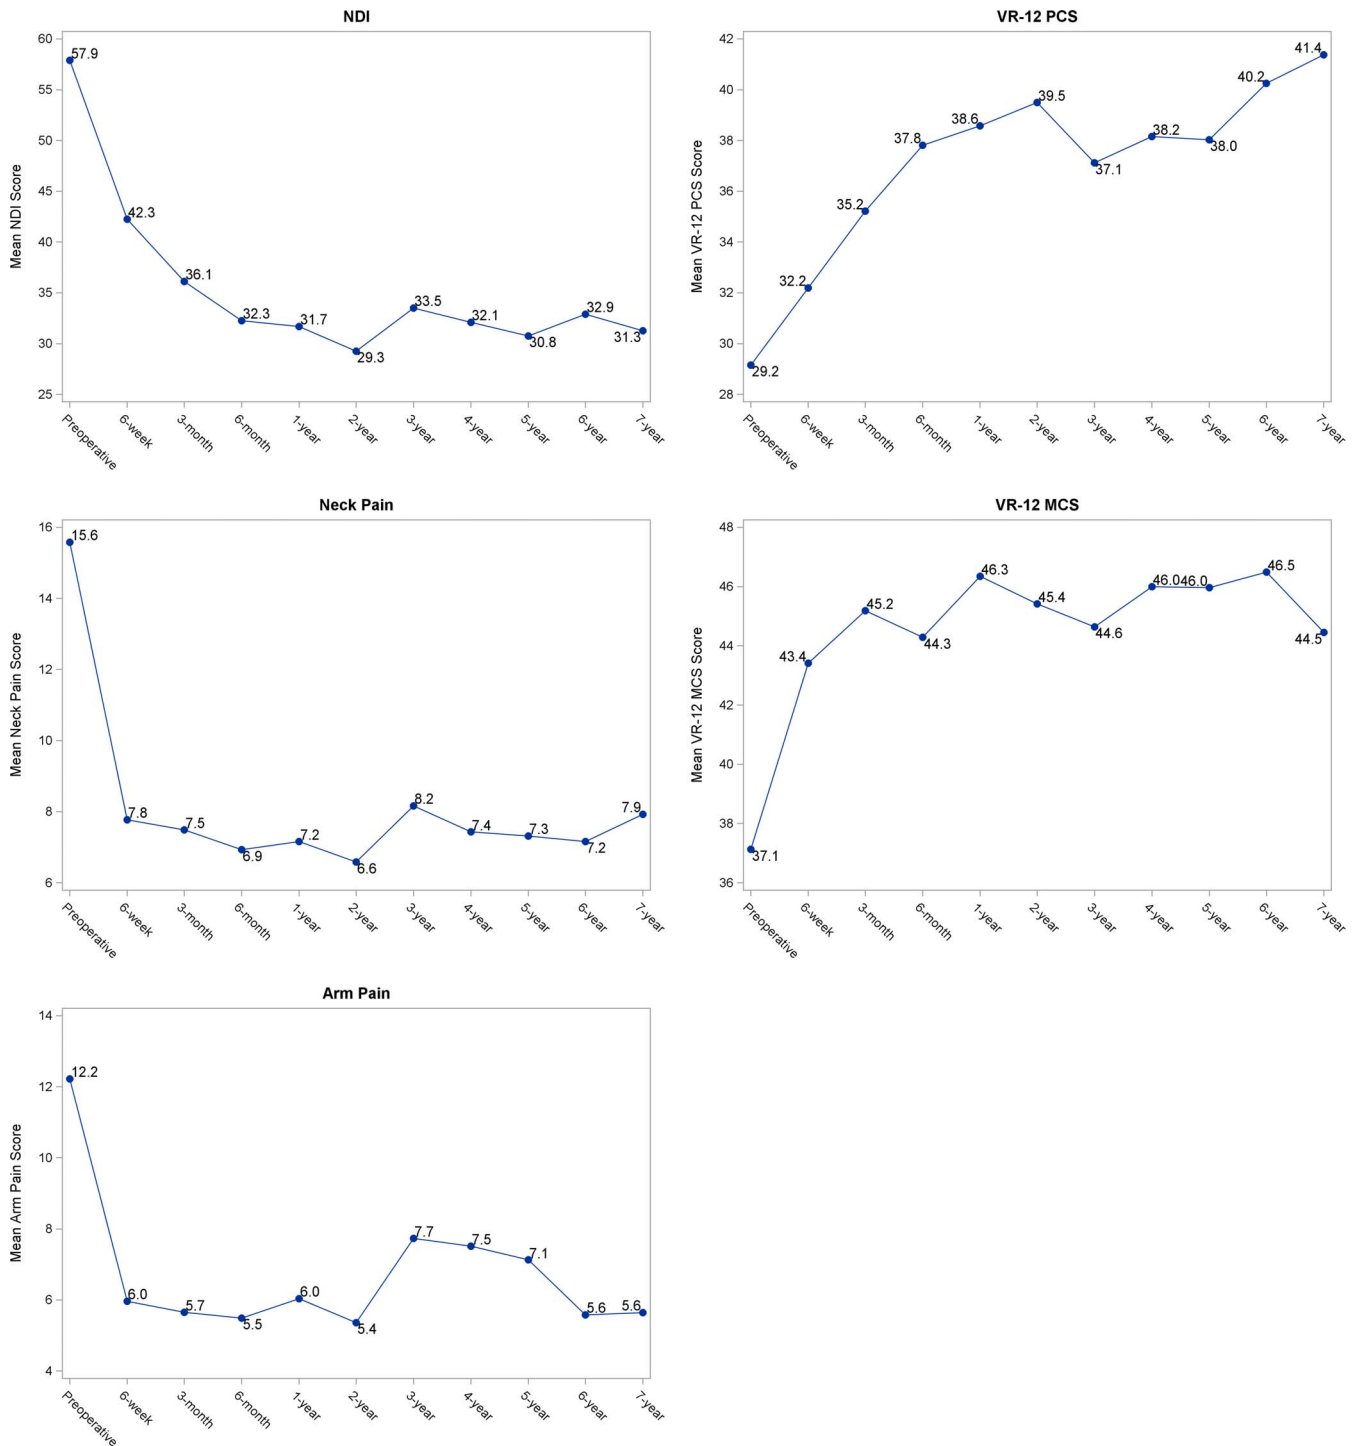 NDI
Mean NDI Score
60
55
50
45
40
35
30
25
57.9
42.3
36.1
32.3
31.7
29.3
33.5
32.1
30.8
32.9
31.3
Preoperative
6-week
3-month
6-month
1-year
2-year
3-year
4-year
5-year
6-year
7-year
VR-12 PCS
Mean VR-12 PCS Score
42
40
38
36
34
32
30
28
29.2
32.2
35.2
37.8
38.6
39.5
37.1
38.2
38.0
40.2
41.4
Preoperative
6-week
3-month
6-month
1-year
2-year
3-year
4-year
5-year
6-year
7-year
Neck Pain
Mean Neck Pain Score
16
14
12
10
8
6
15.6
7.8
7.5
6.9
7.2
6.6
8.2
7.4
7.3
7.2
7.9
Preoperative
6-week
3-month
6-month
1-year
2-year
3-year
4-year
5-year
6-year
7-year
VR-12 MCS
Mean VR-12 MCS Score
48
46
44
42
40
38
36
37.1
43.4
45.2
44.3
46.3
45.4
44.6
46.0
46.0
46.5
44.5
Preoperative
6-week
3-month
6-month
1-year
2-year
3-year
4-year
5-year
6-year
7-year
Arm Pain
Mean Arm Pain Score
14
12
10
8
6
4
12.2
6.0
5.7
5.5
6.0
5.4
7.7
7.5
7.1
5.6
5.6
Preoperative
6-week
3-month
6-month
1-year
2-year
3-year
4-year
5-year
6-year
7-year